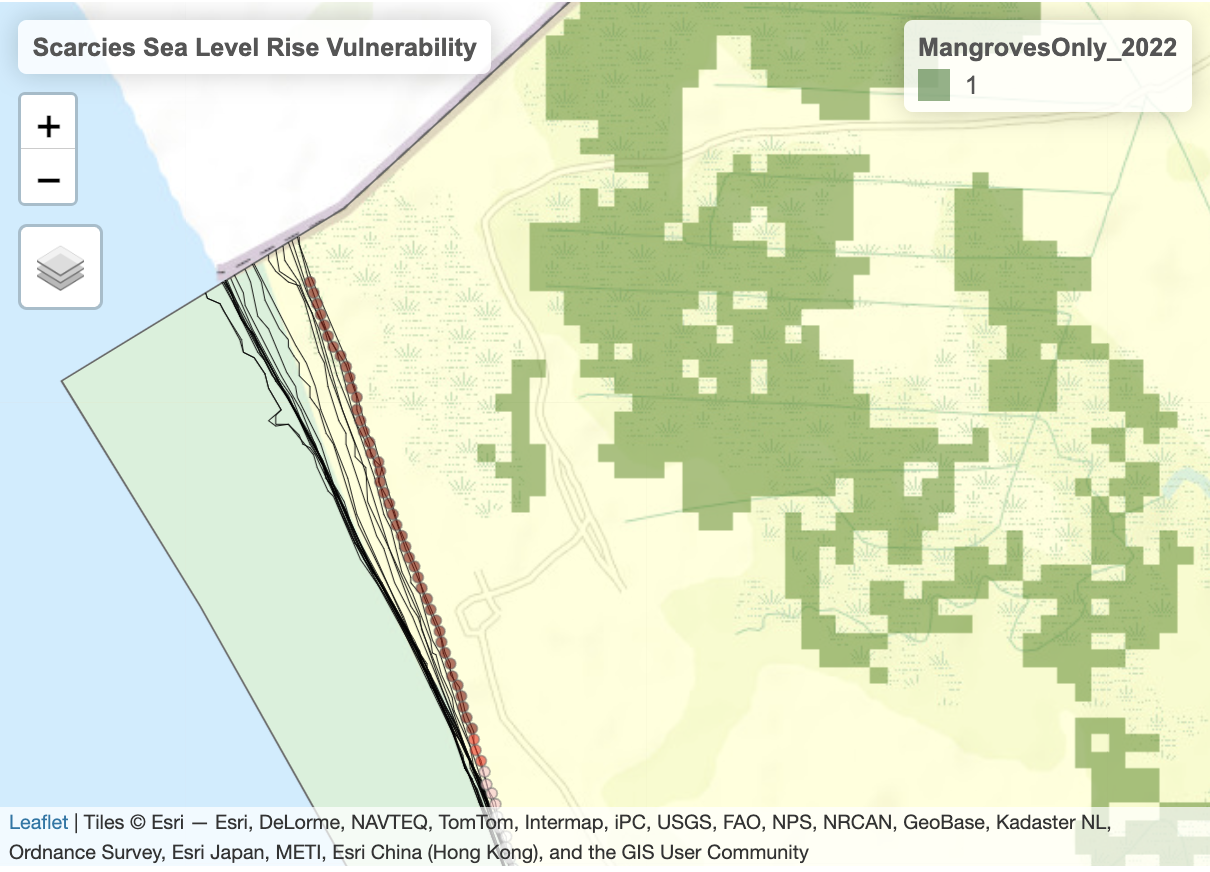 Scarcies Sea Level Rise Vulnerability
MangrovesOnly_2022
1
+
−
Leaflet | Tiles © Esri — Esri, DeLorme, NAVTEQ, TomTom, Intermap, iPC, USGS, FAO, NPS, NRCAN, GeoBase, Kadaster NL,
Ordnance Survey, Esri Japan, METI, Esri China (Hong Kong), and the GIS User Community